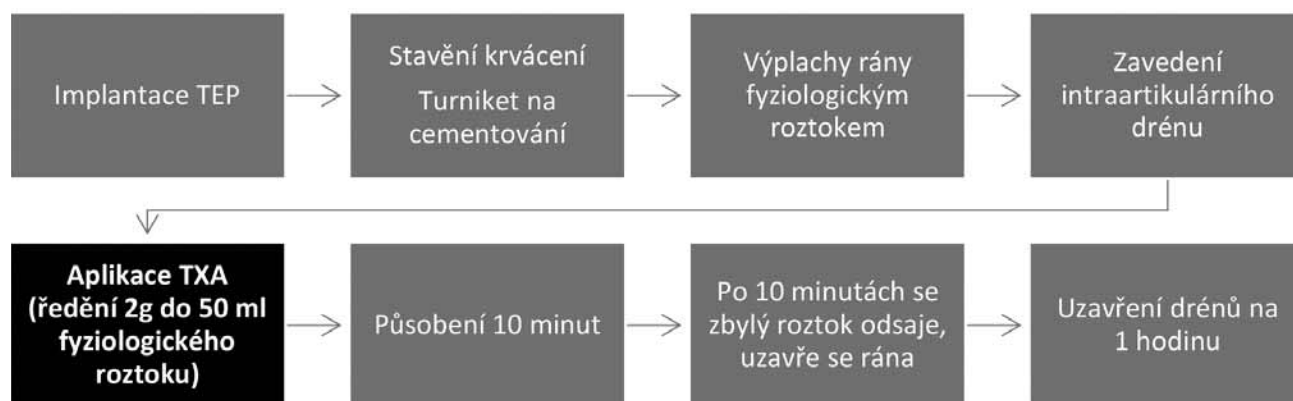 Implantace TEP
Stavění krvácení
Turniket na
cementování
Výplachy rány
fyziologickým
roztokem
Zavedení
intraartikulárního
drénu
Aplikace TXA
(ředění 2g do 50 ml
fyziologického
roztoku)
Působení 10 minut
Po 10 minutách se
zbylý roztok odsaje,
uzavře se rána
Uzavření drénů na
1 hodinu